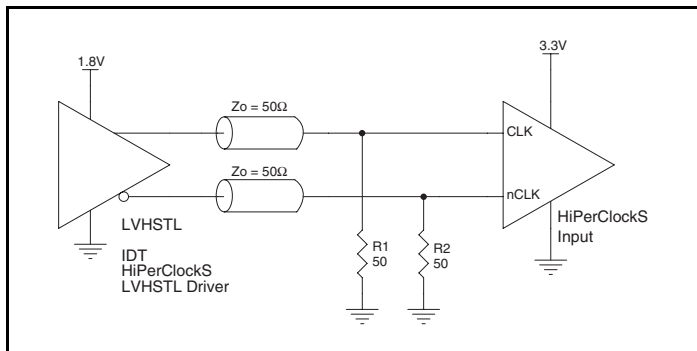 1.8V
3.3V
Zo = 50Ω
CLK
Zo = 50Ω
nCLK
LVHSTL
IDT
HiPerClockS
LVHSTL Driver
R1
50
R2
50
HiPerClockS
Input